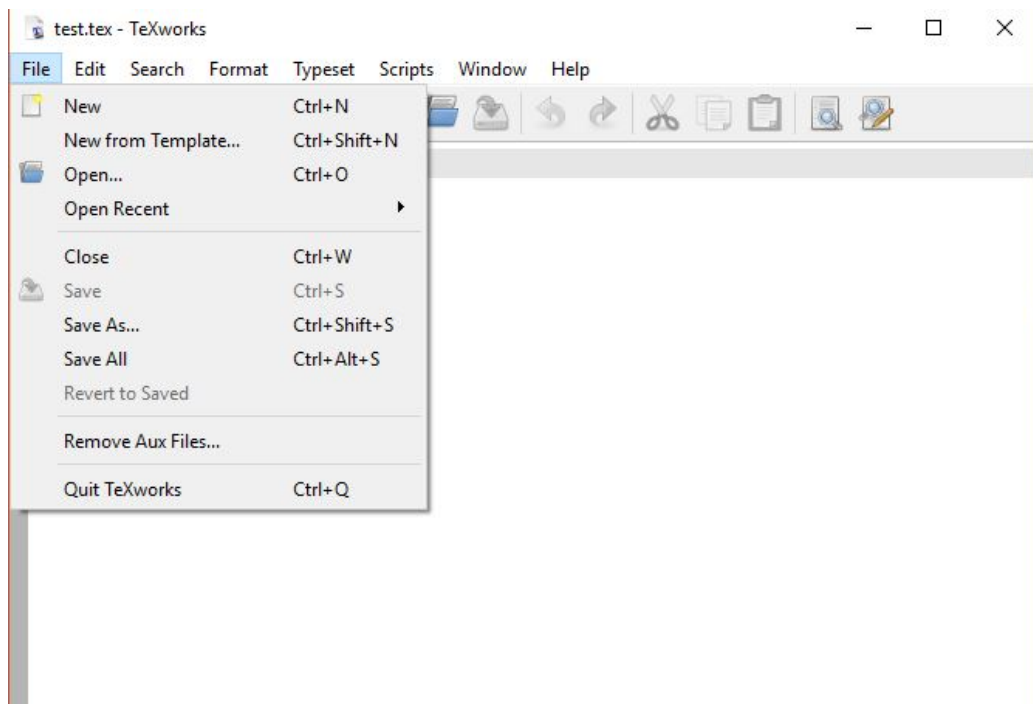 test.tex - TeXworks
File Edit Search Format Typeset Scripts Window Help
New Ctrl+N
New from Template... Ctrl+Shift+N
Open... Ctrl+O
Open Recent
Close Ctrl+W
Save Ctrl+S
Save As... Ctrl+Shift+S
Save All Ctrl+Alt+S
Revert to Saved
Remove Aux Files...
Quit TeXworks Ctrl+Q